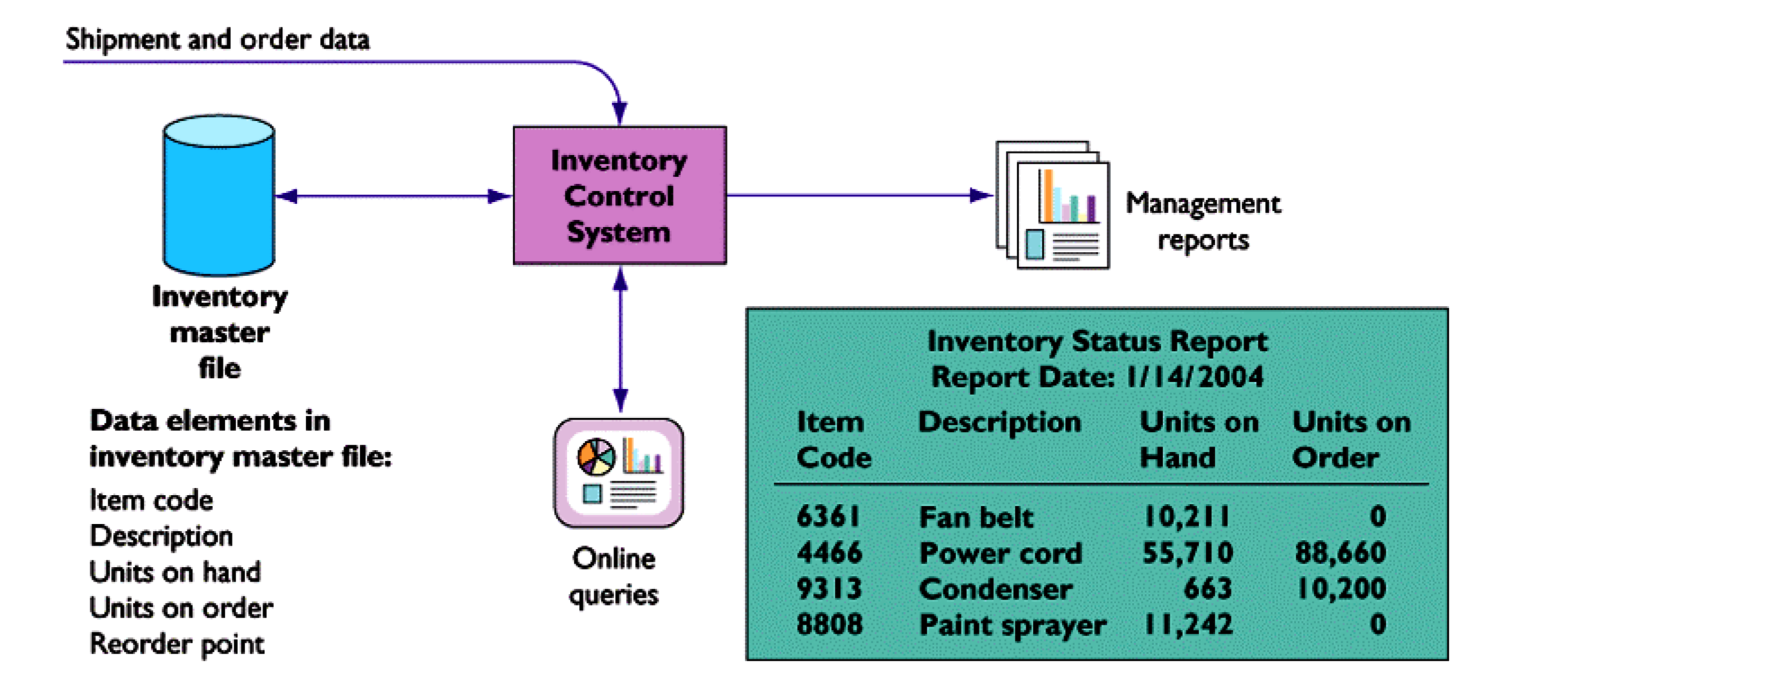 Shipment and order data
Inventory
Control
System
Management
reports
Inventory
master
file
Data elements in
inventory master file:
Item code
Description
Units on hand
Units on order
Reorder point
Online
queries
Inventory Status Report
Report Date: 1/14/2004
Item Code Description Units on Hand Units on Order
6361 Fan belt 10,211 0
4466 Power cord 55,710 88,660
9313 Condenser 663 10,200
8808 Paint sprayer 11,242 0